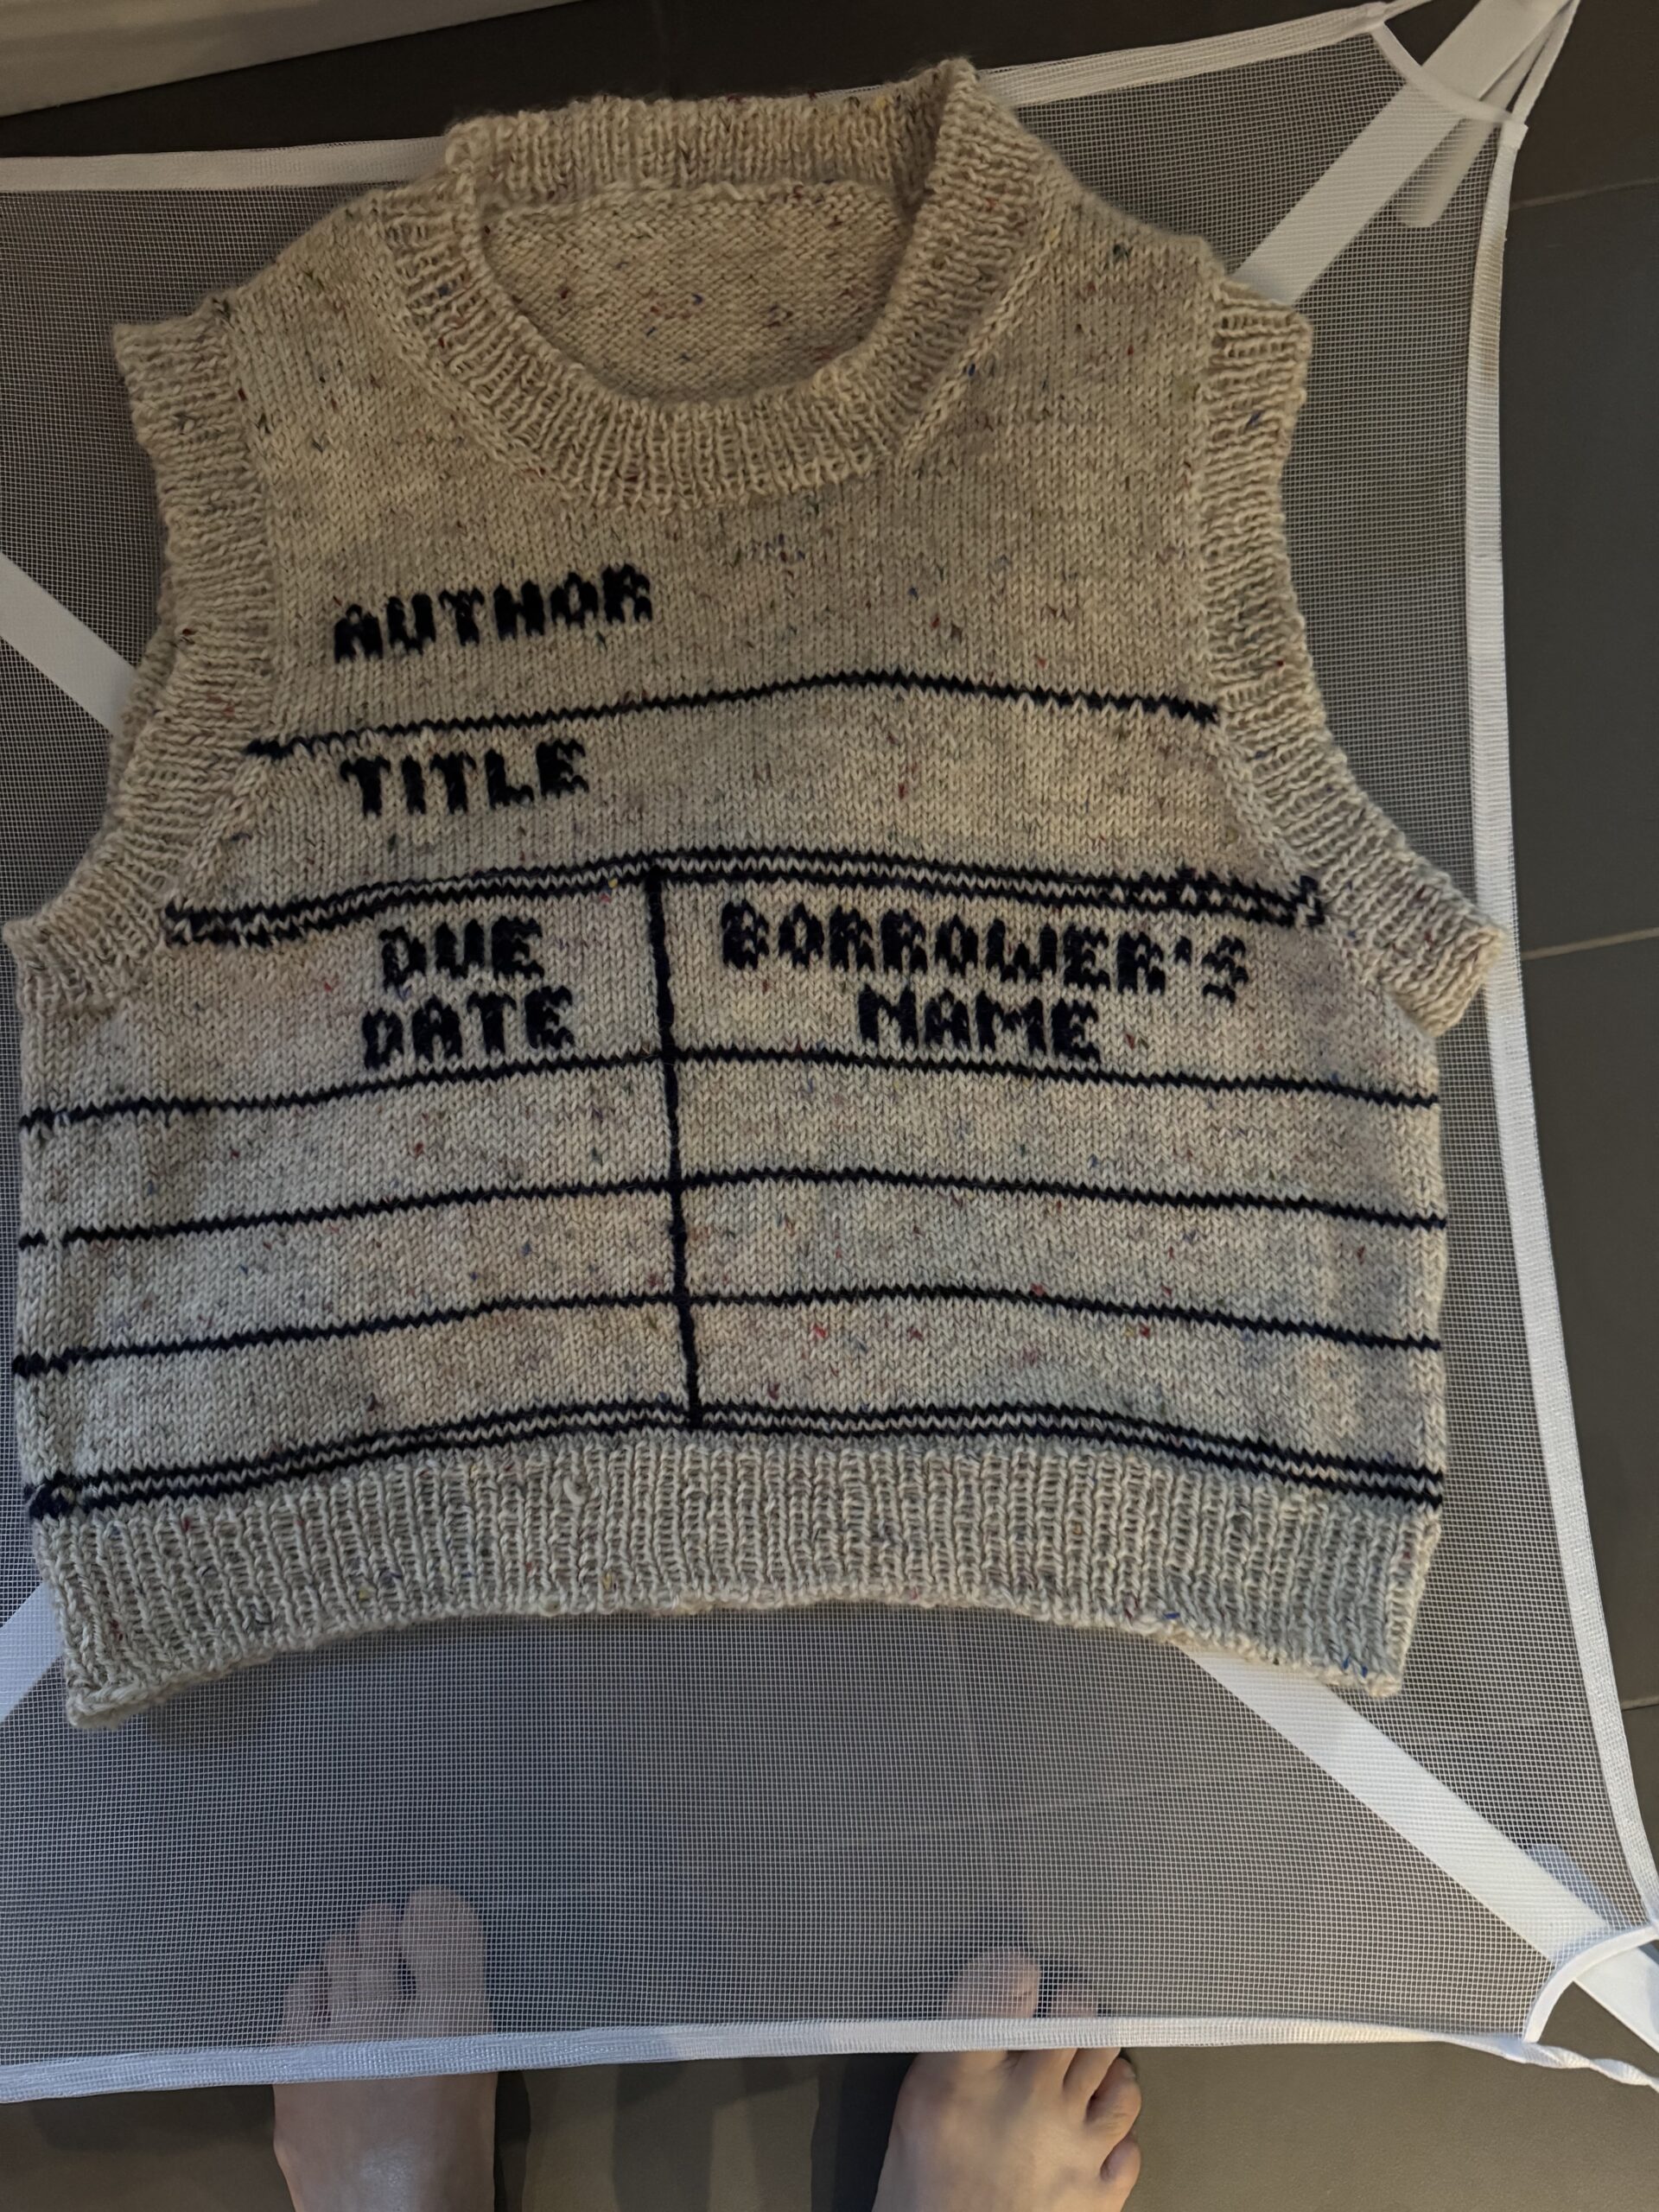 AUTHOR
TITLE
DUE
DATE
BORROWER'S
NAME